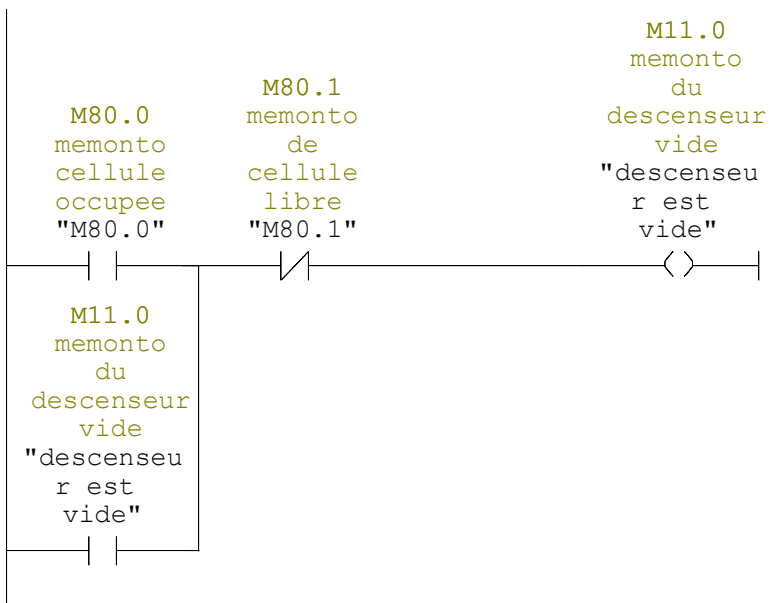 M80.0
memonto
cellule
occupee
"M80.0"
M80.1
memonto
de
cellule
libre
"M80.1"
M11.0
memonto
du
descenseur
vide
"descenseu
r est
vide"
M11.0
memonto
du
descenseur
vide
"descenseu
r est
vide"